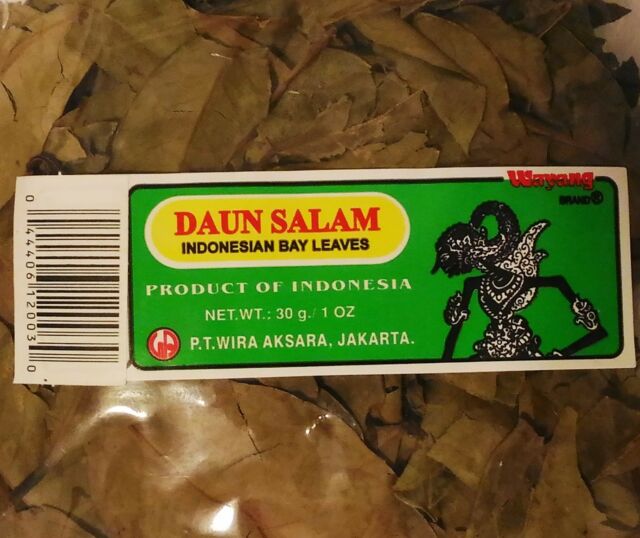 Wayang
BRAND®
DAUN SALAM
INDONESIAN BAY LEAVES
PRODUCT OF INDONESIA
NET.WT.: 30 g./ 1 OZ
P.T.WIRA AKSARA, JAKARTA.
0 44406 12003 0